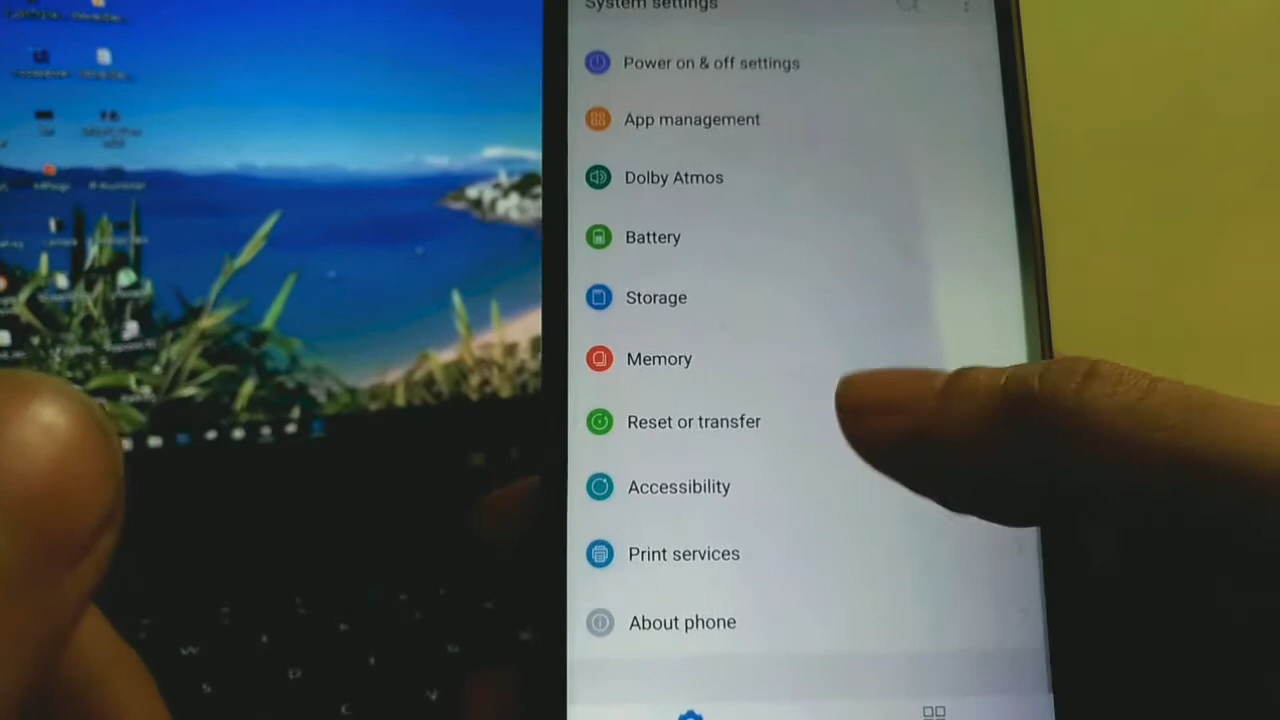 System settings
Power on & off settings
App management
Dolby Atmos
Battery
Storage
Memory
Reset or transfer
Accessibility
Print services
About phone